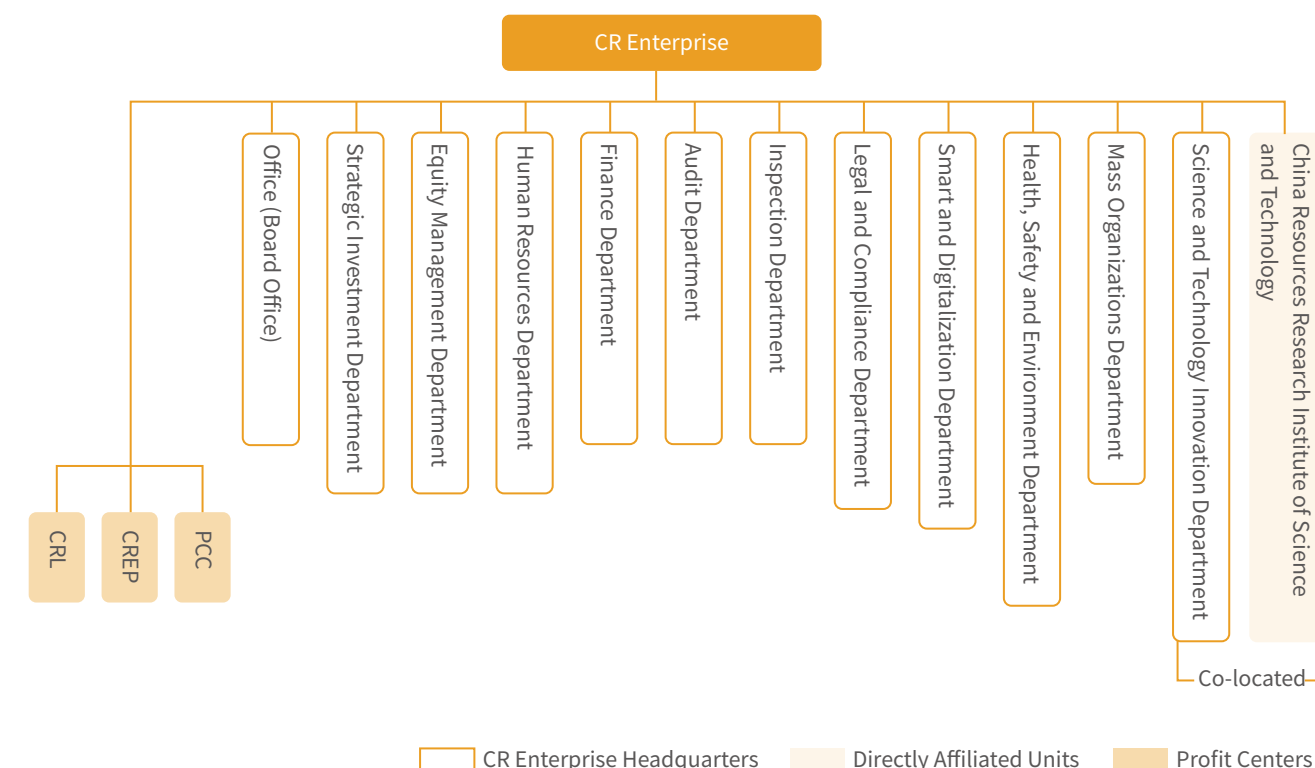 CR Enterprise
Office (Board Office)
Strategic Investment Department
Equity Management Department
Human Resources Department
Finance Department
Audit Department
Inspection Department
Legal and Compliance Department
Smart and Digitalization Department
Health, Safety and Environment Department
Mass Organizations Department
Science and Technology Innovation Department
China Resources Research Institute of Science
and Technology
CRL
CREP
PCC
Co-located
CR Enterprise Headquarters
Directly Affiliated Units
Profit Centers